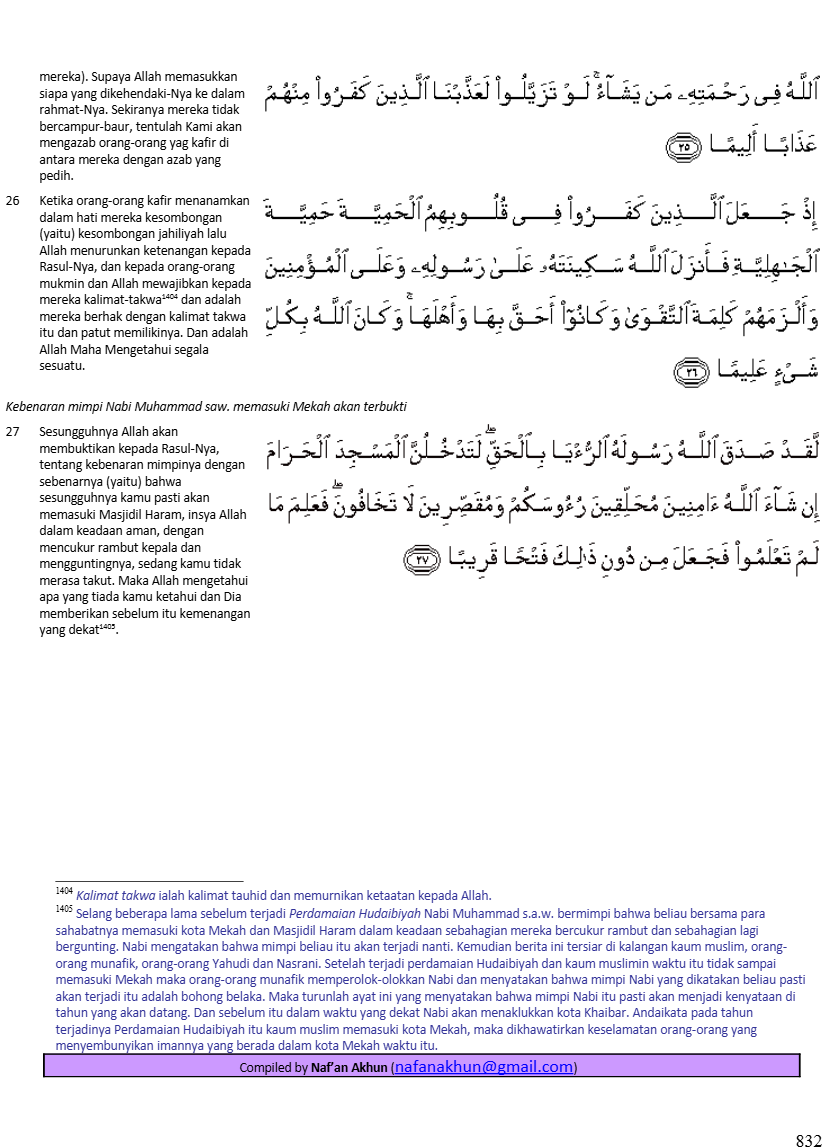 mereka). Supaya Allah memasukkan
siapa yang dikehendaki-Nya ke dalam
rahmat-Nya. Sekiranya mereka tidak
bercampur-baur, tentulah Kami akan
mengazab orang-orang yag kafir di
antara mereka dengan azab yang
pedih.
ٱللَّهُ فِى رَحْمَتِهِۦ مَن يَشَآءُ ۚ لَوْ تَزَيَّلُوا۟ لَعَذَّبْنَا ٱلَّذِينَ كَفَرُوا۟ مِنْهُمْ
عَذَابًا أَلِيمًا ٢٥
26 Ketika orang-orang kafir menanamkan
dalam hati mereka kesombongan
(yaitu) kesombongan jahiliyah lalu
Allah menurunkan ketenangan kepada
Rasul-Nya, dan kepada orang-orang
mukmin dan Allah mewajibkan kepada
mereka kalimat-takwa1404 dan adalah
mereka berhak dengan kalimat takwa
itu dan patut memilikinya. Dan adalah
Allah Maha Mengetahui segala
sesuatu.
إِذْ جَعَلَ ٱلَّذِينَ كَفَرُوا۟ فِى قُلُوبِهِمُ ٱلْحَمِيَّةَ حَمِيَّةَ
ٱلْجَٰهِلِيَّةِ فَأَنزَلَ ٱللَّهُ سَكِينَتَهُۥ عَلَىٰ رَسُولِهِۦ وَعَلَى ٱلْمُؤْمِنِينَ
وَأَلْزَمَهُمْ كَلِمَةَ ٱلتَّقْوَىٰ وَكَانُوٓا۟ أَحَقَّ بِهَا وَأَهْلَهَا ۚ وَكَانَ ٱللَّهُ بِكُلِّ
شَىْءٍ عَلِيمًا ٢٦
Kebenaran mimpi Nabi Muhammad saw. memasuki Mekah akan terbukti
27 Sesungguhnya Allah akan
membuktikan kepada Rasul-Nya,
tentang kebenaran mimpinya dengan
sebenarnya (yaitu) bahwa
sesungguhnya kamu pasti akan
memasuki Masjidil Haram, insya Allah
dalam keadaan aman, dengan
mencukur rambut kepala dan
mengguntingnya, sedang kamu tidak
merasa takut. Maka Allah mengetahui
apa yang tiada kamu ketahui dan Dia
memberikan sebelum itu kemenangan
yang dekat1405.
لَّقَدْ صَدَقَ ٱللَّهُ رَسُولَهُ ٱلرُّءْيَا بِٱلْحَقِّ ۖ لَتَدْخُلُنَّ ٱلْمَسْجِدَ ٱلْحَرَامَ
إِن شَآءَ ٱللَّهُ ءَامِنِينَ مُحَلِّقِينَ رُءُوسَكُمْ وَمُقَصِّرِينَ لَا تَخَافُونَ ۖ فَعَلِمَ مَا
لَمْ تَعْلَمُوا۟ فَجَعَلَ مِن دُونِ ذَٰلِكَ فَتْحًا قَرِيبًا ٢٧
1404 Kalimat takwa ialah kalimat tauhid dan memurnikan ketaatan kepada Allah.
1405 Selang beberapa lama sebelum terjadi Perdamaian Hudaibiyah Nabi Muhammad s.a.w. bermimpi bahwa beliau bersama para
sahabatnya memasuki kota Mekah dan Masjidil Haram dalam keadaan sebahagian mereka bercukur rambut dan sebahagian lagi
bergunting. Nabi mengatakan bahwa mimpi beliau itu akan terjadi nanti. Kemudian berita ini tersiar di kalangan kaum muslim, orang-
orang munafik, orang-orang Yahudi dan Nasrani. Setelah terjadi perdamaian Hudaibiyah dan kaum muslimin waktu itu tidak sampai
memasuki Mekah maka orang-orang munafik memperolok-olokkan Nabi dan menyatakan bahwa mimpi Nabi yang dikatakan beliau pasti
akan terjadi itu adalah bohong belaka. Maka turunlah ayat ini yang menyatakan bahwa mimpi Nabi itu pasti akan menjadi kenyataan di
tahun yang akan datang. Dan sebelum itu dalam waktu yang dekat Nabi akan menaklukkan kota Khaibar. Andaikata pada tahun
terjadinya Perdamaian Hudaibiyah itu kaum muslim memasuki kota Mekah, maka dikhawatirkan keselamatan orang-orang yang
menyembunyikan imannya yang berada dalam kota Mekah waktu itu.
Compiled by Naf'an Akhun (nafanakhun@gmail.com)
832